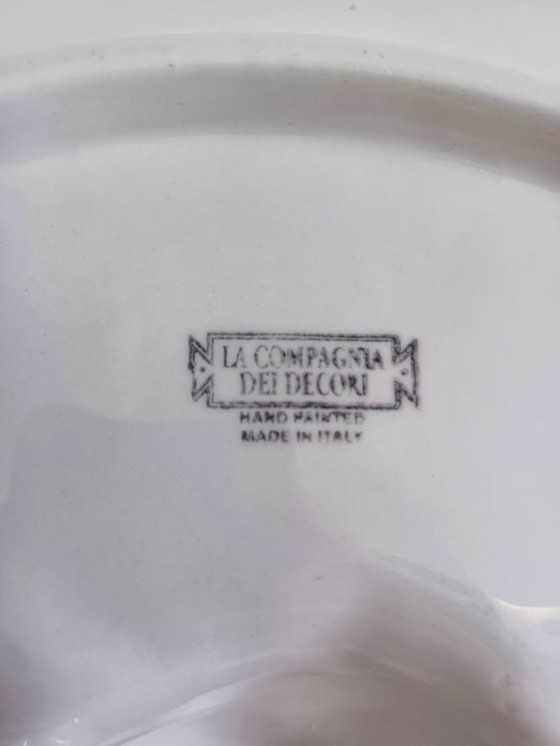 LA COMPAGNIA
DEI DECORI
HAND PAINTED
MADE IN ITALY